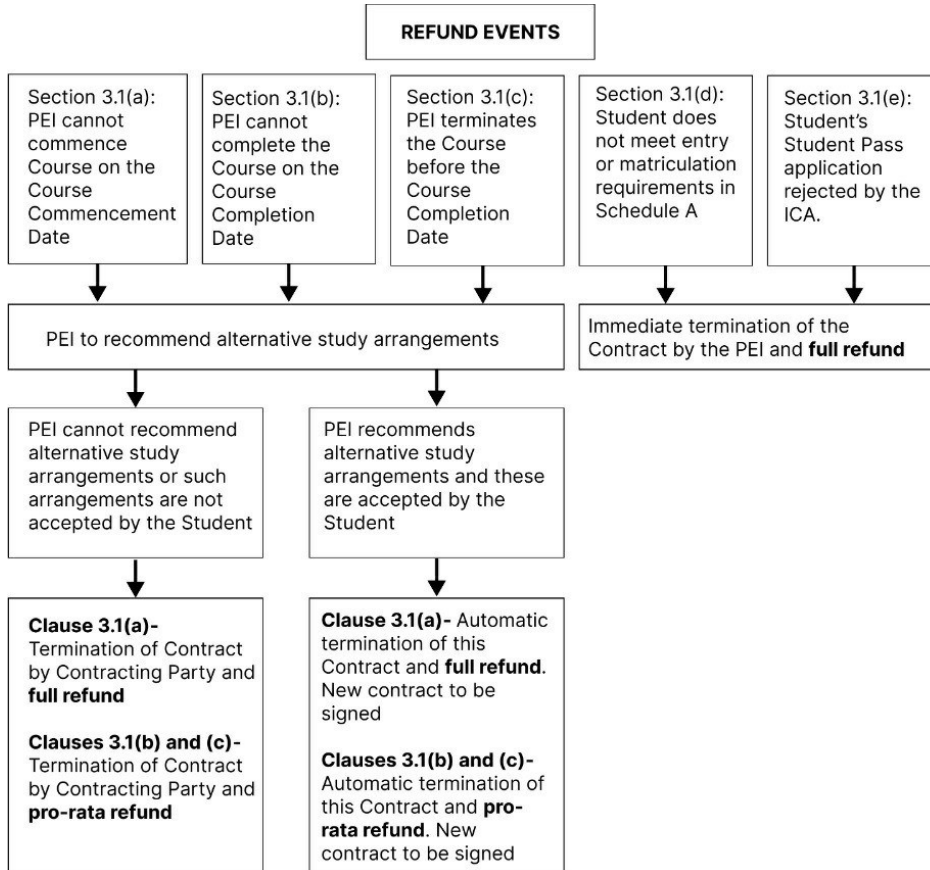 REFUND EVENTS
Section 3.1(a):
PEI cannot
commence
Course on the
Course
Commencement
Date
Section 3.1(b):
PEI cannot
complete the
Course on the
Course
Completion
Date
Section 3.1(c):
PEI terminates
the Course
before the
Course
Completion
Date
Section 3.1(d):
Student does
not meet entry
or matriculation
requirements in
Schedule A
Section 3.1(e):
Student’s
Student Pass
application
rejected by the
ICA.
PEI to recommend alternative study arrangements
Immediate termination of the
Contract by the PEI and full refund
PEI cannot recommend
alternative study
arrangements or such
arrangements are not
accepted by the Student
PEI recommends
alternative study
arrangements and these
are accepted by the
Student
Clause 3.1(a)-
Termination of Contract
by Contracting Party and
full refund
Clauses 3.1(b) and (c)-
Termination of Contract
by Contracting Party and
pro-rata refund
Clause 3.1(a)- Automatic
termination of this
Contract and full refund.
New contract to be
signed
Clauses 3.1(b) and (c)-
Automatic termination of
this Contract and pro-
rata refund. New
contract to be signed